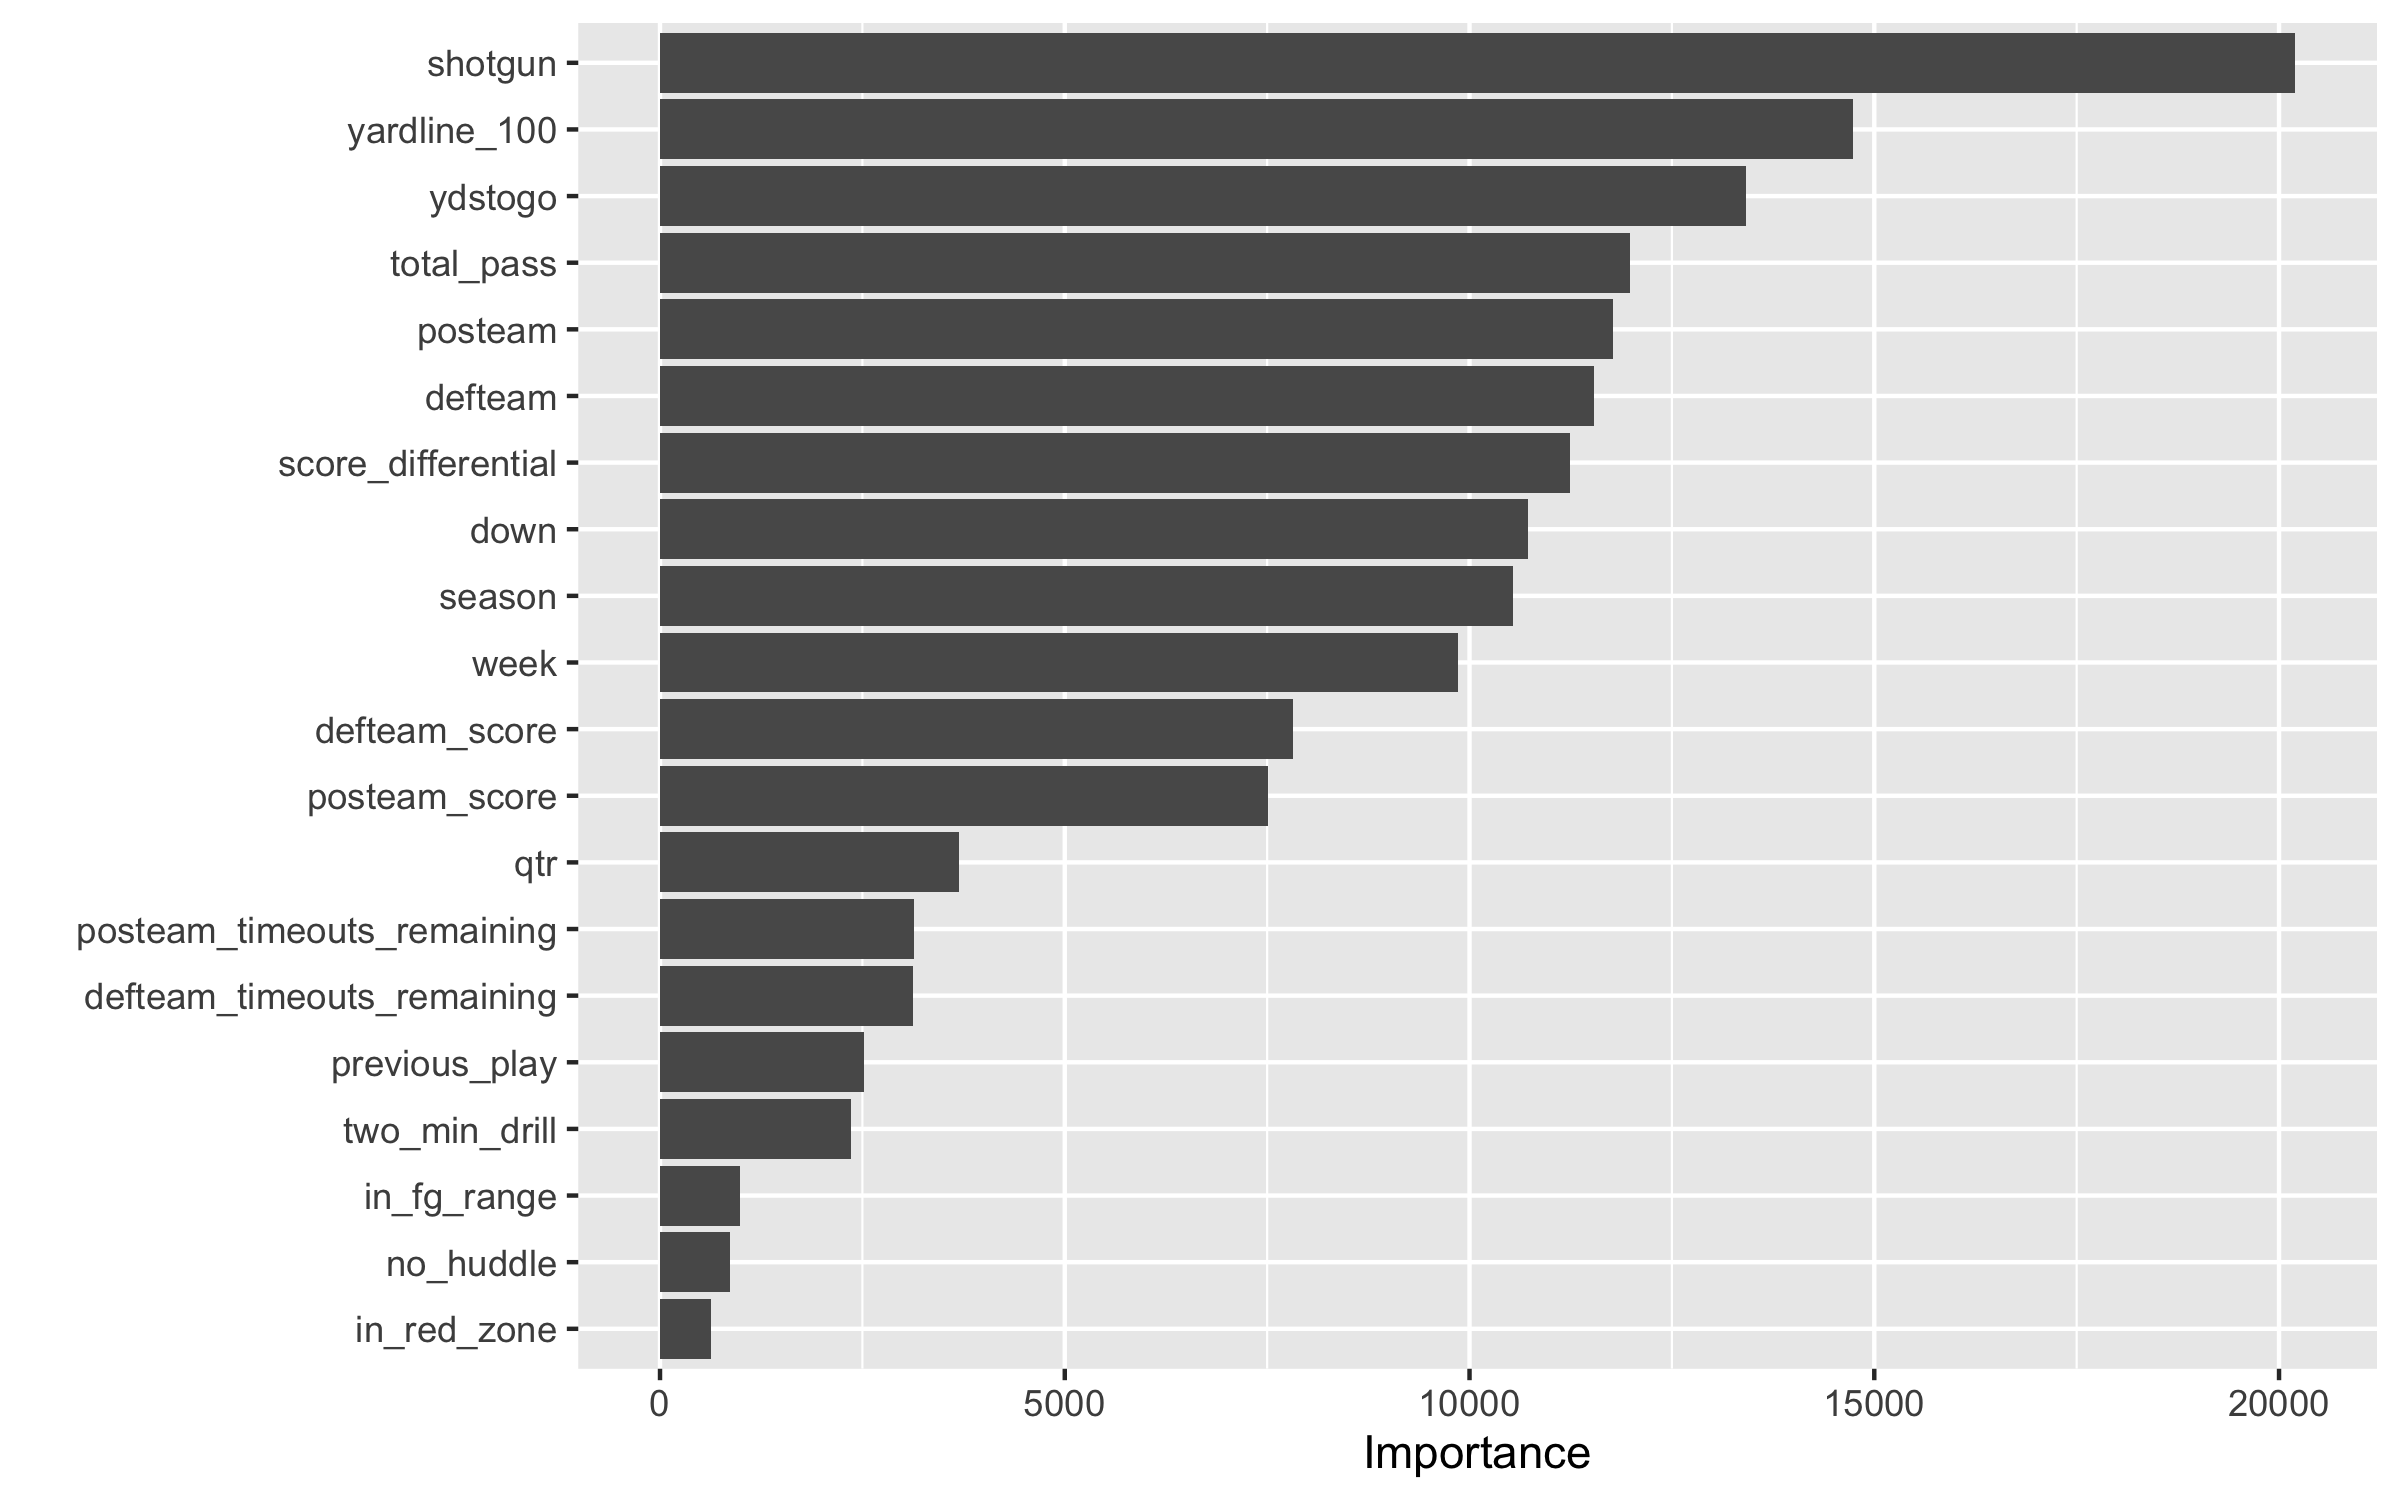 shotgun
yardline_100
ydstogo
total_pass
posteam
defteam
score_differential
down
season
week
defteam_score
posteam_score
qtr
posteam_timeouts_remaining
defteam_timeouts_remaining
previous_play
two_min_drill
in_fg_range
no_huddle
in_red_zone
0 5000 10000 15000 20000
Importance